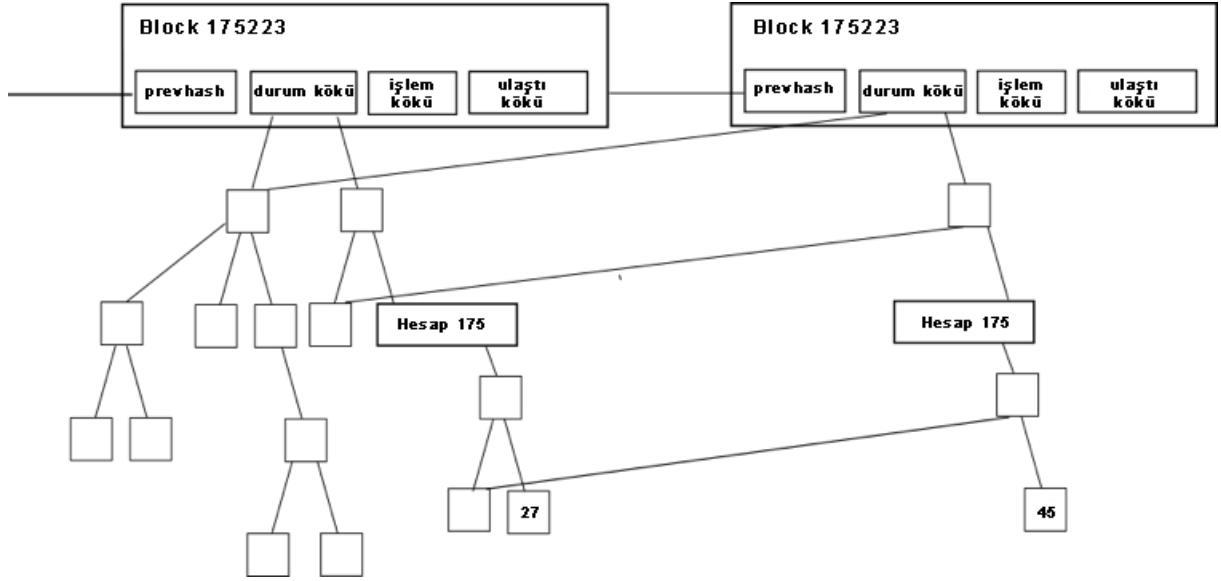 Block 175223
prevhash
durum kökü
işlem
kökü
ulaştı
kökü
Block 175223
prevhash
durum kökü
işlem
kökü
ulaştı
kökü
Hesap 175
Hesap 175
27
45